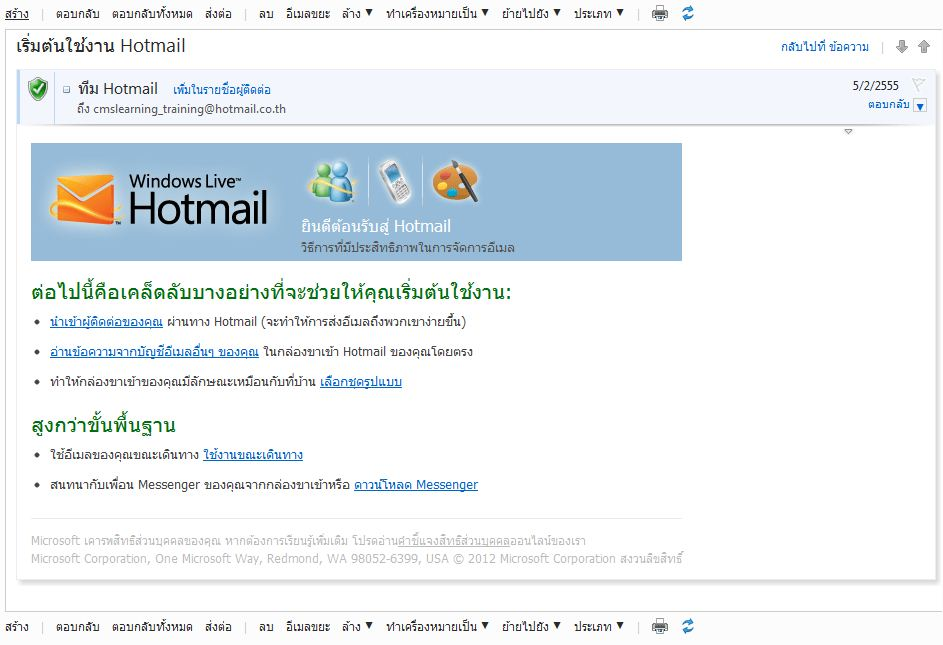 สร้าง | ตอบกลับ ตอบกลับทั้งหมด ส่งต่อ | ลบ อีเมลขยะ ล้าง ▼ ทำเครื่องหมายเป็น ▼ ย้ายไปยัง ▼ ประเภท ▼ |
เริ่มต้นใช้งาน Hotmail
กลับไปที่ ข้อความ |
ทีม Hotmail เพิ่มในรายชื่อผู้ติดต่อ
5/2/2555
ถึง cmslearning_training@hotmail.co.th
ตอบกลับ ▼
Windows Live™
Hotmail
ยินดีต้อนรับสู่ Hotmail
วิธีการที่มีประสิทธิภาพในการจัดการอีเมล
ต่อไปนี้คือเคล็ดลับบางอย่างที่จะช่วยให้คุณเริ่มต้นใช้งาน:
• นำเข้าผู้ติดต่อของคุณ ผ่านทาง Hotmail (จะทำให้การส่งอีเมลถึงพวกเขาง่ายขึ้น)
• อ่านข้อความจากบัญชีอีเมลอื่นๆ ของคุณ ในกล่องขาเข้า Hotmail ของคุณโดยตรง
• ทำให้กล่องขาเข้าของคุณมีลักษณะเหมือนกับที่บ้าน เลือกชุดรูปแบบ
สูงกว่าขั้นพื้นฐาน
• ใช้อีเมลของคุณขณะเดินทาง ใช้งานขณะเดินทาง
• สนทนากับเพื่อน Messenger ของคุณจากกล่องขาเข้าหรือ ดาวน์โหลด Messenger
Microsoft เคารพสิทธิส่วนบุคคลของคุณ หากต้องการเรียนรู้เพิ่มเติม โปรดอ่านคำชี้แจงสิทธิส่วนบุคคลออนไลน์ของเรา
Microsoft Corporation, One Microsoft Way, Redmond, WA 98052-6399, USA © 2012 Microsoft Corporation สงวนลิขสิทธิ์
สร้าง | ตอบกลับ ตอบกลับทั้งหมด ส่งต่อ | ลบ อีเมลขยะ ล้าง ▼ ทำเครื่องหมายเป็น ▼ ย้ายไปยัง ▼ ประเภท ▼ |